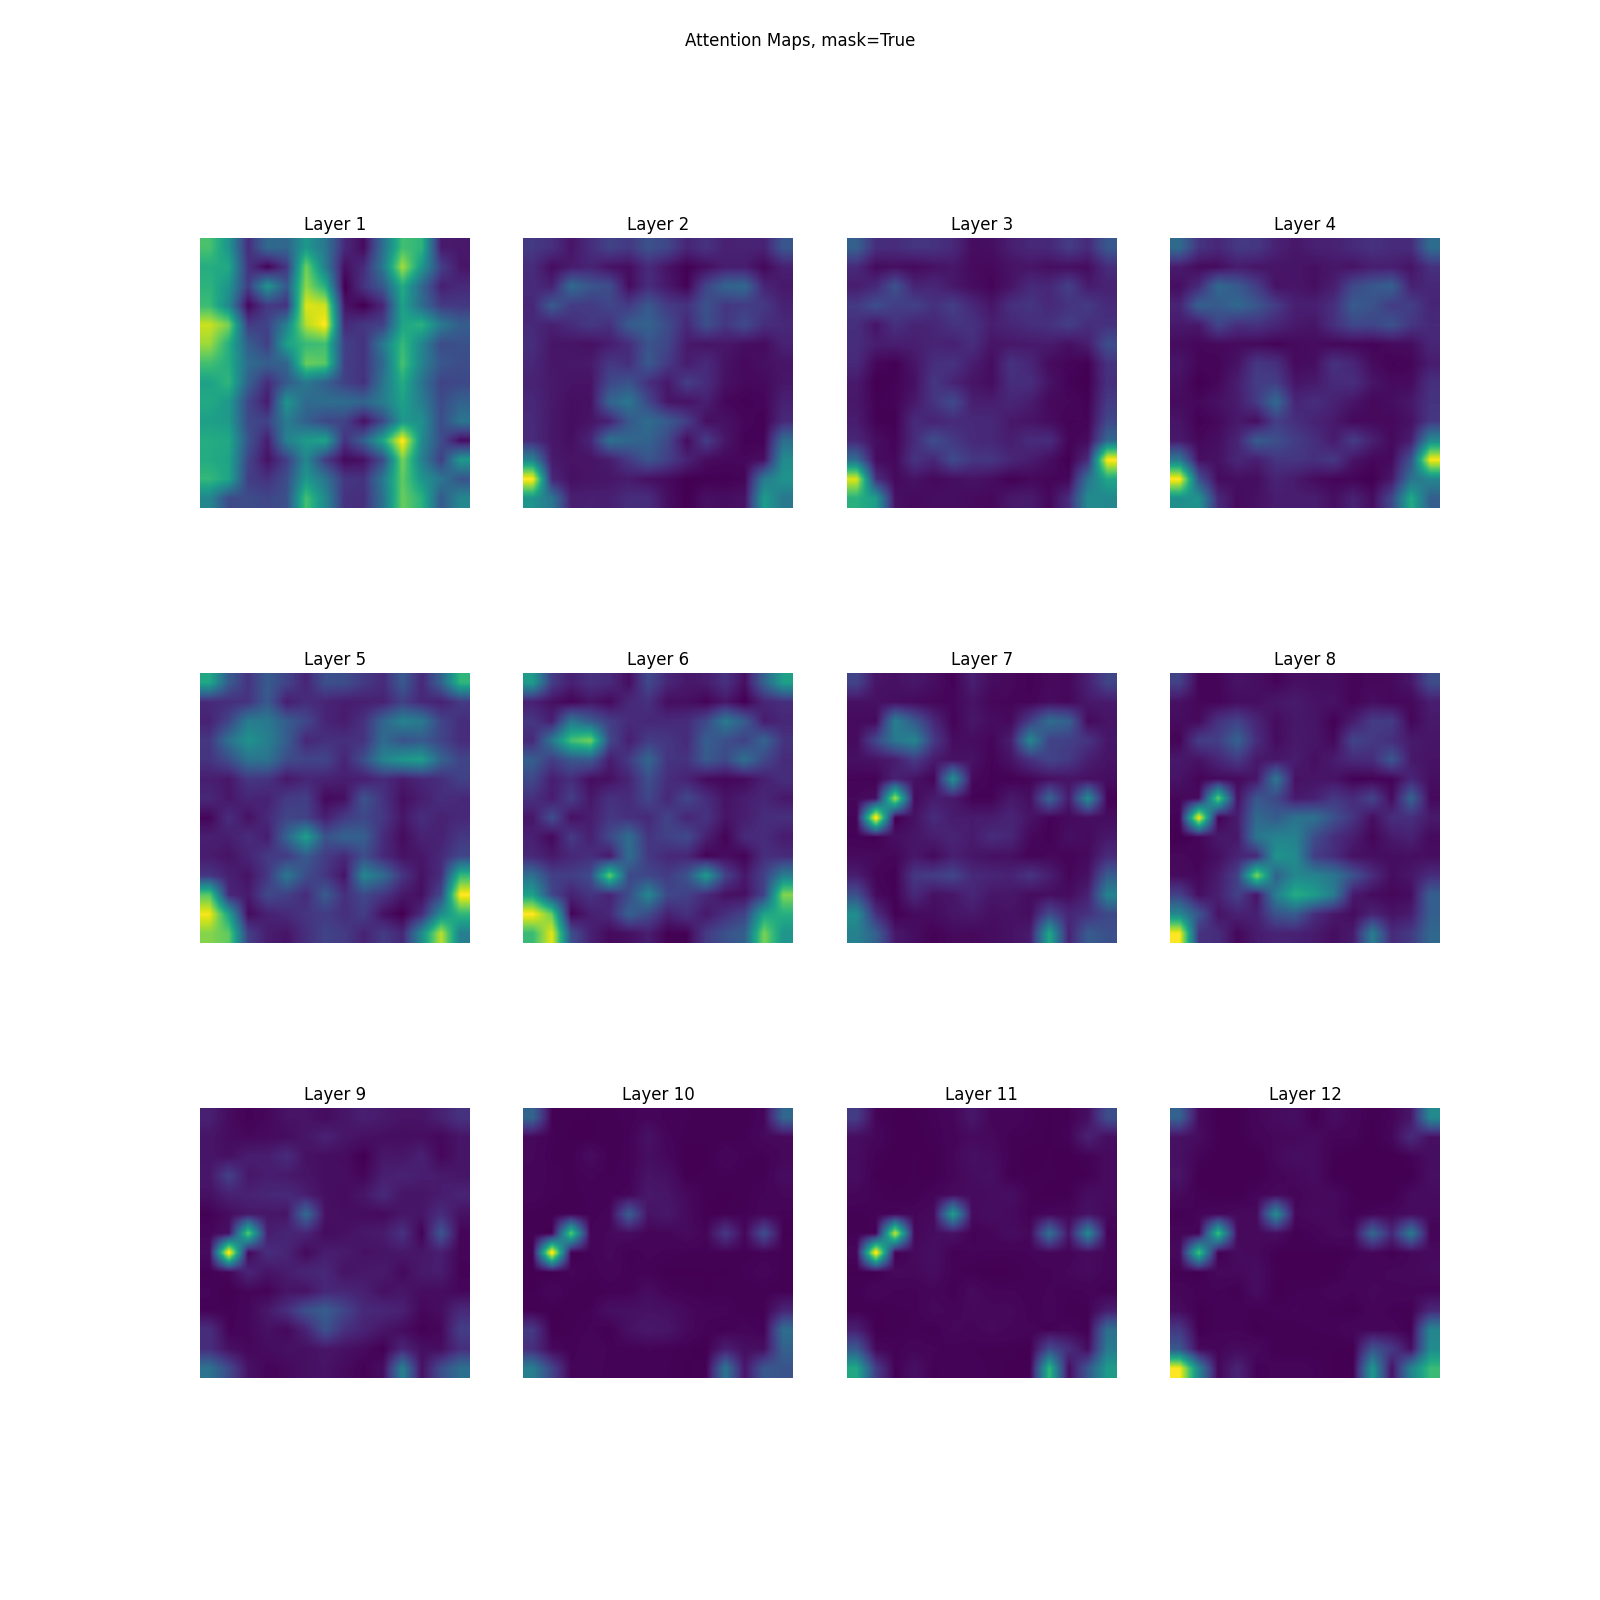 Attention Maps, mask=True
Layer 1
Layer 2
Layer 3
Layer 4
Layer 5
Layer 6
Layer 7
Layer 8
Layer 9
Layer 10
Layer 11
Layer 12